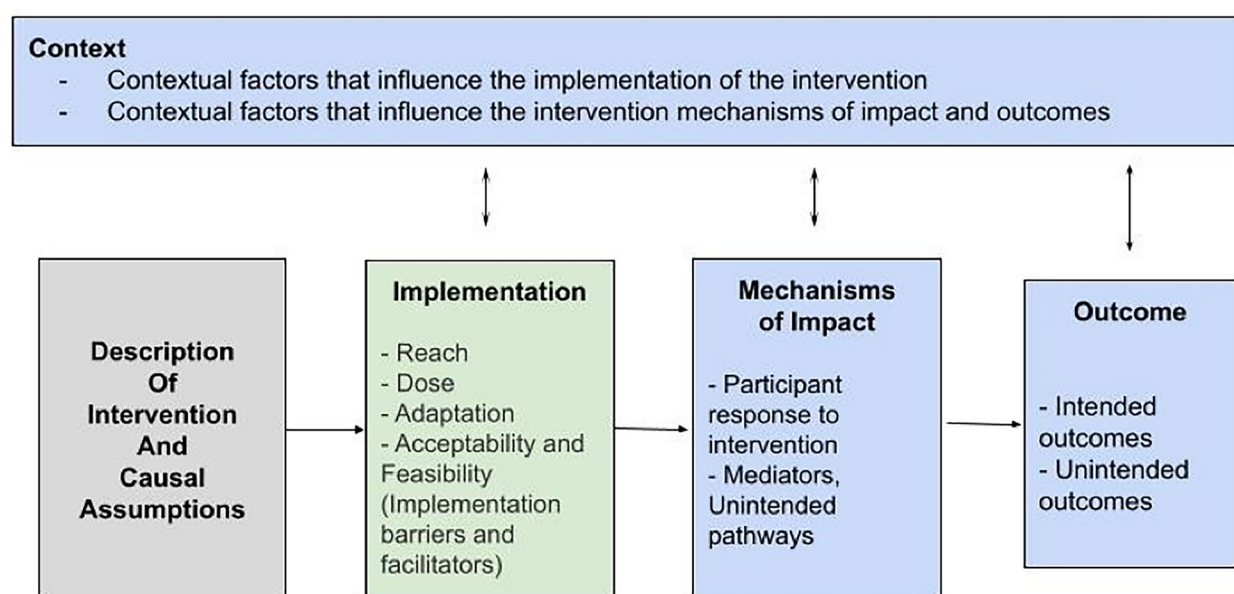 Context
- Contextual factors that influence the implementation of the intervention
- Contextual factors that influence the intervention mechanisms of impact and outcomes
Description
Of
Intervention
And
Causal
Assumptions
Implementation
- Reach
- Dose
- Adaptation
- Acceptability and
Feasibility
(Implementation
barriers and
facilitators)
Mechanisms
of Impact
- Participant
response to
intervention
- Mediators,
Unintended
pathways
Outcome
- Intended
outcomes
- Unintended
outcomes